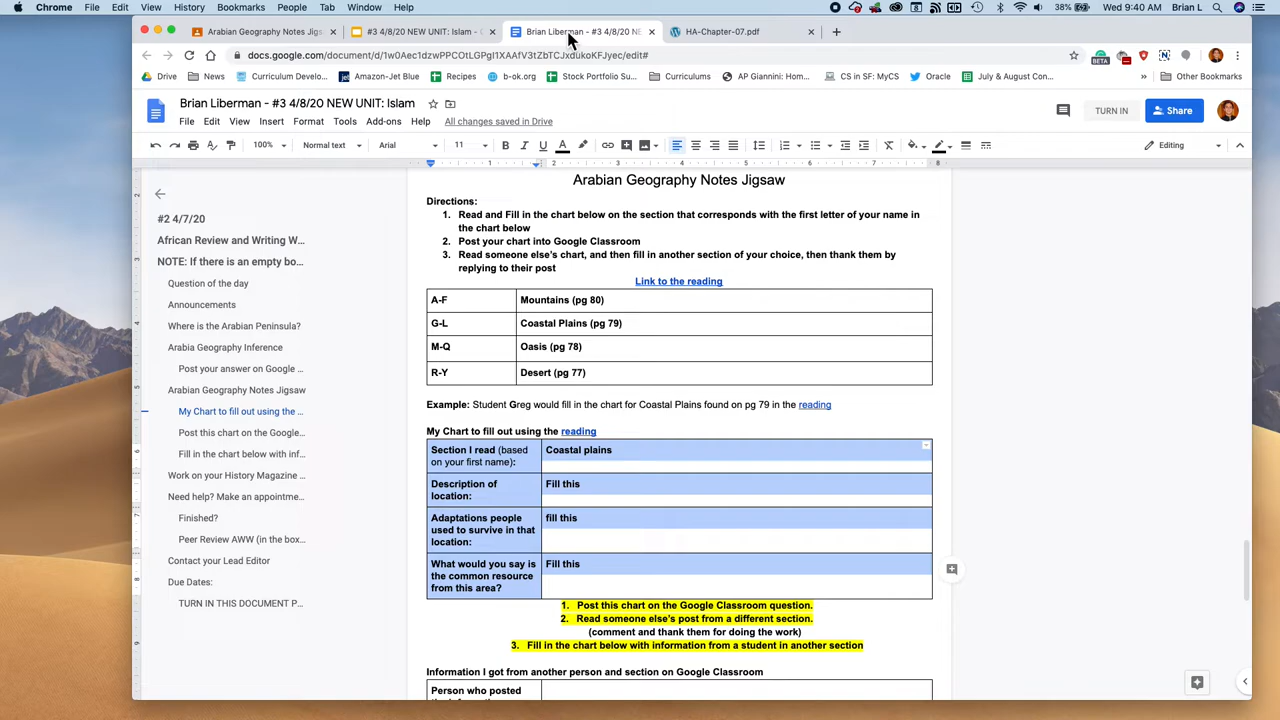 Chrome File Edit View History Bookmarks People Tab Window Help
Wed 9:40 AM Brian L
Arabian Geography Notes Jigs
#3 4/8/20 NEW UNIT: Islam -
Brian Liberman - #3 4/8/20 NE
HA-Chapter-07.pdf
docs.google.com/document/d/1w0Aec1dzwPPCOtLGPgI1XAAfV3tZbTCJxdukoKFJyec/edit#
Drive News Curriculum Develop... Amazon-Jet Blue Recipes b-ok.org Stock Portfolio Su... Curriculums AP Giannini: Hom... CS in SF: MyCS Oracle July & August Con... » Other Bookmarks
Brian Liberman - #3 4/8/20 NEW UNIT: Islam
TURN IN
Share
File Edit View Insert Format Tools Add-ons Help All changes saved in Drive
100% Normal text Arial 11 B I U A Editing
1 2 3 4 5 6 7 8
#2 4/7/20
African Review and Writing W...
NOTE: If there is an empty bo...
Question of the day
Announcements
Where is the Arabian Peninsula?
Arabia Geography Inference
Post your answer on Google ...
Arabian Geography Notes Jigsaw
My Chart to fill out using the ...
Post this chart on the Google...
Fill in the chart below with inf...
Work on your History Magazine ...
Need help? Make an appointme...
Finished?
Peer Review AWW (in the box...
Contact your Lead Editor
Due Dates:
TURN IN THIS DOCUMENT P...
Arabian Geography Notes Jigsaw
Directions:
1. Read and Fill in the chart below on the section that corresponds with the first letter of your name in
the chart below
2. Post your chart into Google Classroom
3. Read someone else's chart, and then fill in another section of your choice, then thank them by
replying to their post
Link to the reading
A-F Mountains (pg 80)
G-L Coastal Plains (pg 79)
M-Q Oasis (pg 78)
R-Y Desert (pg 77)
Example: Student Greg would fill in the chart for Coastal Plains found on pg 79 in the reading
My Chart to fill out using the reading
Section I read (based Coastal plains
on your first name):
Description of Fill this
location:
Adaptations people fill this
used to survive in that
location:
What would you say is Fill this
the common resource
from this area?
1. Post this chart on the Google Classroom question.
2. Read someone else's post from a different section.
(comment and thank them for doing the work)
3. Fill in the chart below with information from a student in another section
Information I got from another person and section on Google Classroom
Person who posted